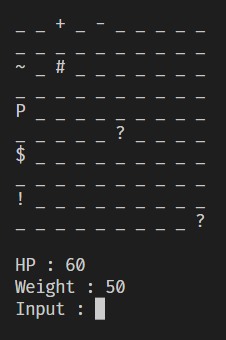 _ _ + _ - _ _ _ _ _
_ _ _ _ _ _ _ _ _ _
~ _ # _ _ _ _ _ _ _
_ _ _ _ _ _ _ _ _ _
P _ _ _ _ _ _ _ _ _
_ _ _ _ _ ? _ _ _ _
$ _ _ _ _ _ _ _ _ _
_ _ _ _ _ _ _ _ _ _
! _ _ _ _ _ _ _ _ _
_ _ _ _ _ _ _ _ _ ?
HP : 60
Weight : 50
Input :